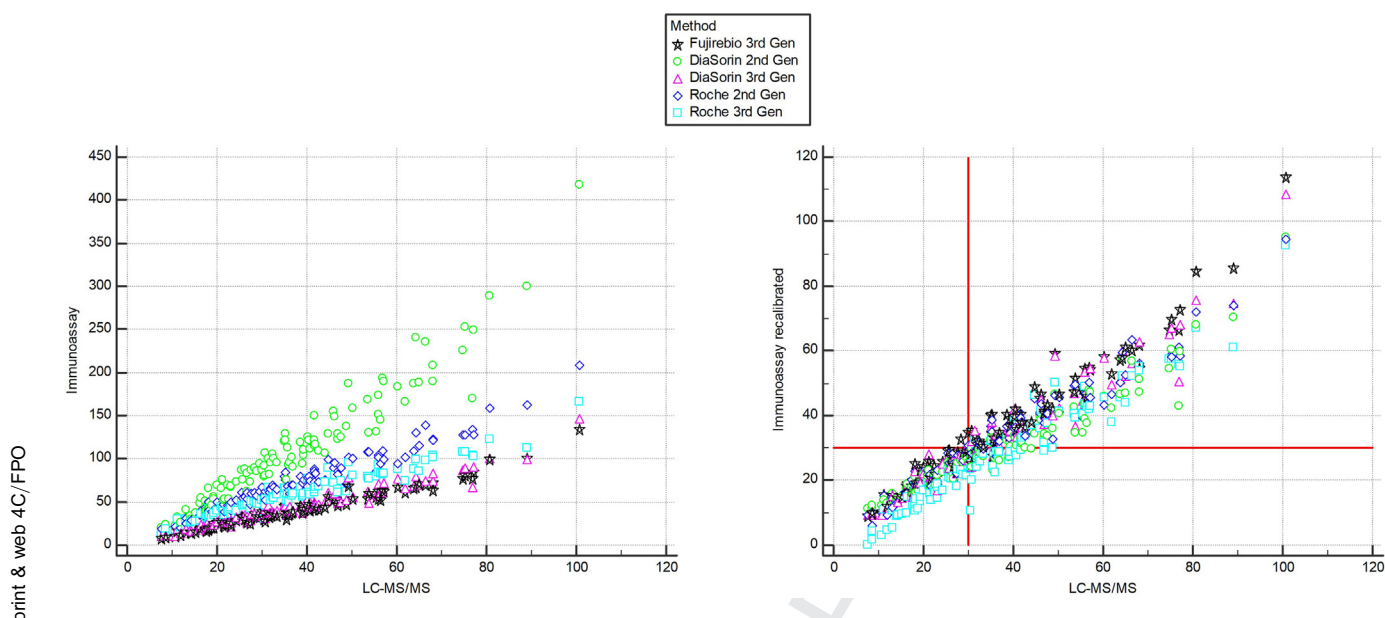 Method
Fujirebio 3rd Gen
DiaSorin 2nd Gen
DiaSorin 3rd Gen
Roche 2nd Gen
Roche 3rd Gen
450
400
350
300
250
200
150
100
50
0
Immunoassay
0 20 40 60 80 100 120
LC-MS/MS
120
100
80
60
40
20
0
Immunoassay recalibrated
0 20 40 60 80 100 120
LC-MS/MS
print & web 4C/FPO